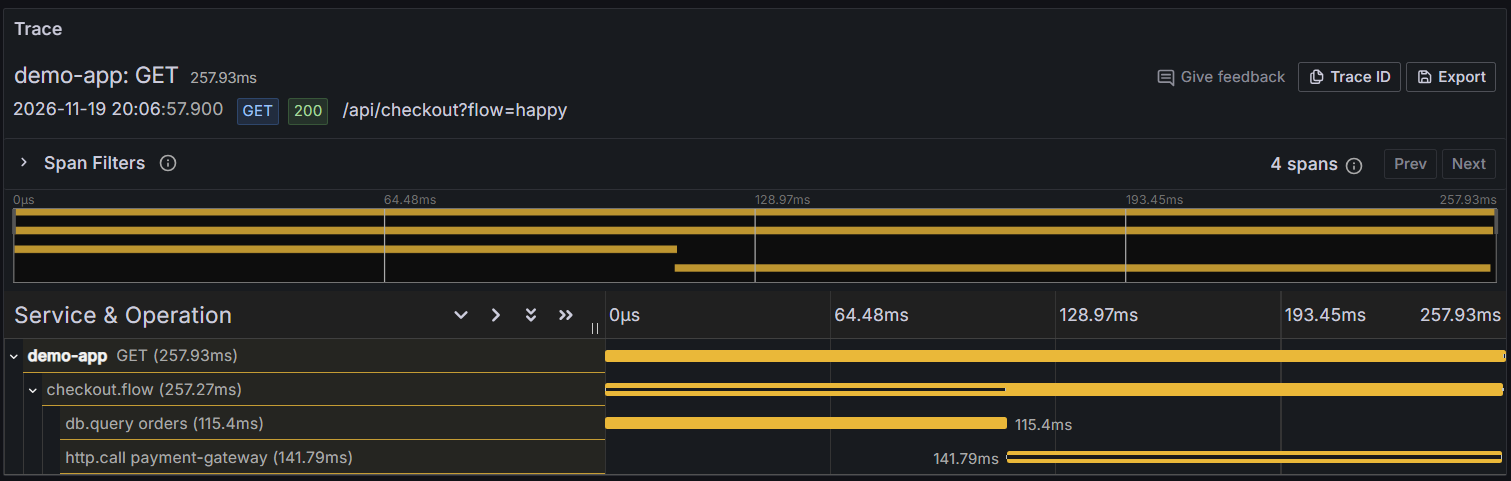 Trace
demo-app: GET 257.93ms
Give feedback Trace ID Export
2026-11-19 20:06:57.900 GET 200 /api/checkout?flow=happy
Span Filters
4 spans Prev Next
0μs 64.48ms 128.97ms 193.45ms 257.93ms
Service & Operation 0μs 64.48ms 128.97ms 193.45ms 257.93ms
demo-app GET (257.93ms)
checkout.flow (257.27ms)
db.query orders (115.4ms) 115.4ms
http.call payment-gateway (141.79ms) 141.79ms